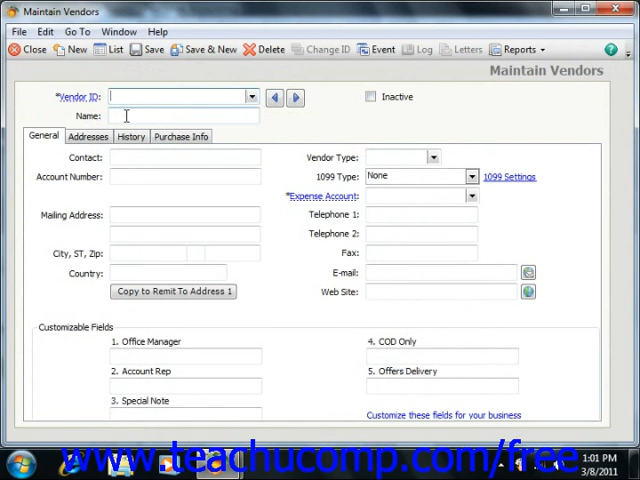 Maintain Vendors
File Edit Go To Window Help
Close New List Save Save & New Delete Change ID Event Log Letters Reports
Maintain Vendors
*Vendor ID: Inactive
Name:
General Addresses History Purchase Info
Contact: Vendor Type:
Account Number: 1099 Type: None 1099 Settings
*Expense Account:
Mailing Address: Telephone 1:
Telephone 2:
City, ST, Zip: Fax:
Country: E-mail:
Copy to Remit To Address 1 Web Site:
Customizable Fields
1. Office Manager 4. COD Only
2. Account Rep 5. Offers Delivery
3. Special Note
Customize these fields for your business
www.teachucomp.com/free
1:01 PM
3/8/2011